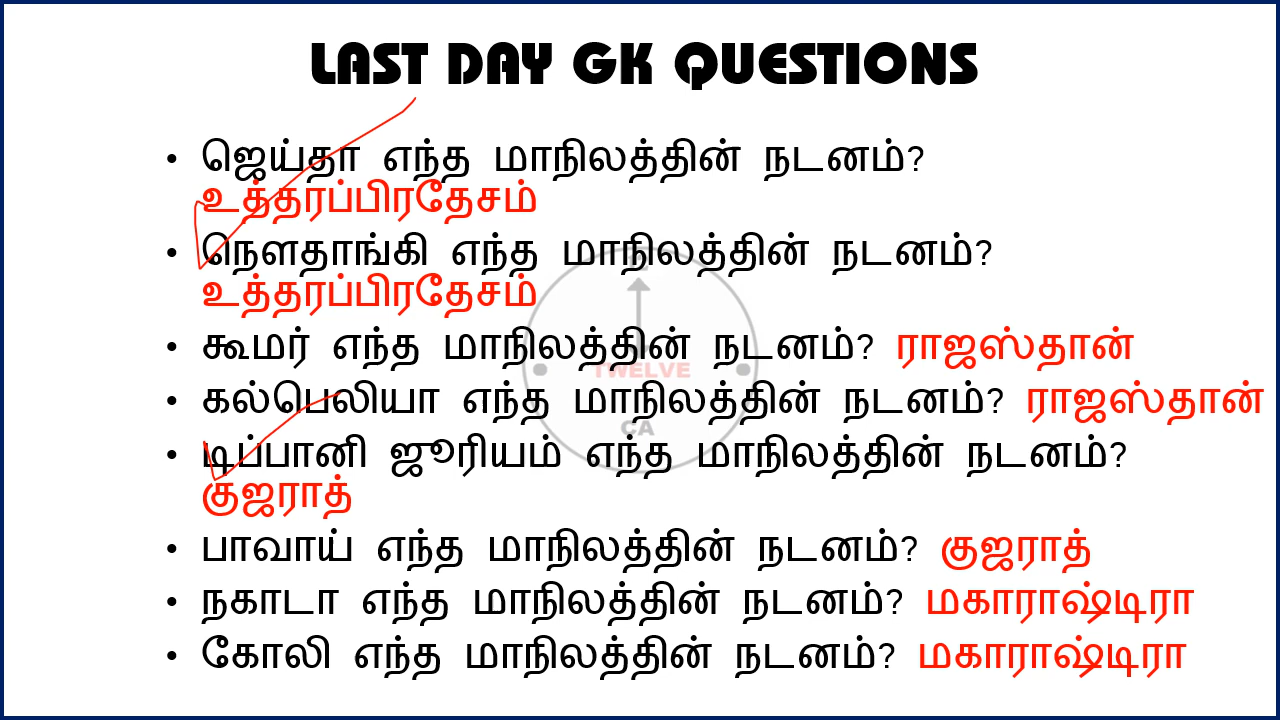 LAST DAY GK QUESTIONS
• ஜெய்தா எந்த மாநிலத்தின் நடனம்?
உத்தரப்பிரதேசம்
• நௌதாங்கி எந்த மாநிலத்தின் நடனம்?
உத்தரப்பிரதேசம்
• கூமர் எந்த மாநிலத்தின் நடனம்? ராஜஸ்தான்
• கல்பெலியா எந்த மாநிலத்தின் நடனம்? ராஜஸ்தான்
• டிப்பானி ஜூரியம் எந்த மாநிலத்தின் நடனம்?
குஜராத்
• பாவாய் எந்த மாநிலத்தின் நடனம்? குஜராத்
• நகாடா எந்த மாநிலத்தின் நடனம்? மகாராஷ்டிரா
• கோலி எந்த மாநிலத்தின் நடனம்? மகாராஷ்டிரா
TWELVE
CA